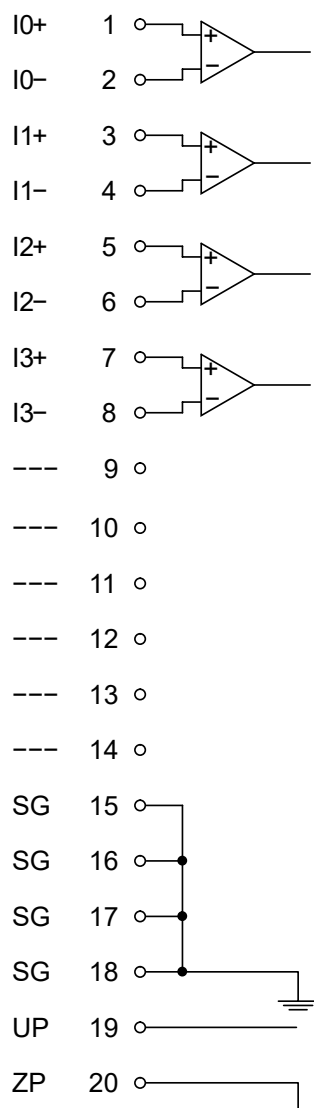 I0+ 1
I0− 2
I1+ 3
I1− 4
I2+ 5
I2− 6
I3+ 7
I3− 8
−−− 9
−−− 10
−−− 11
−−− 12
−−− 13
−−− 14
SG 15
SG 16
SG 17
SG 18
UP 19
ZP 20